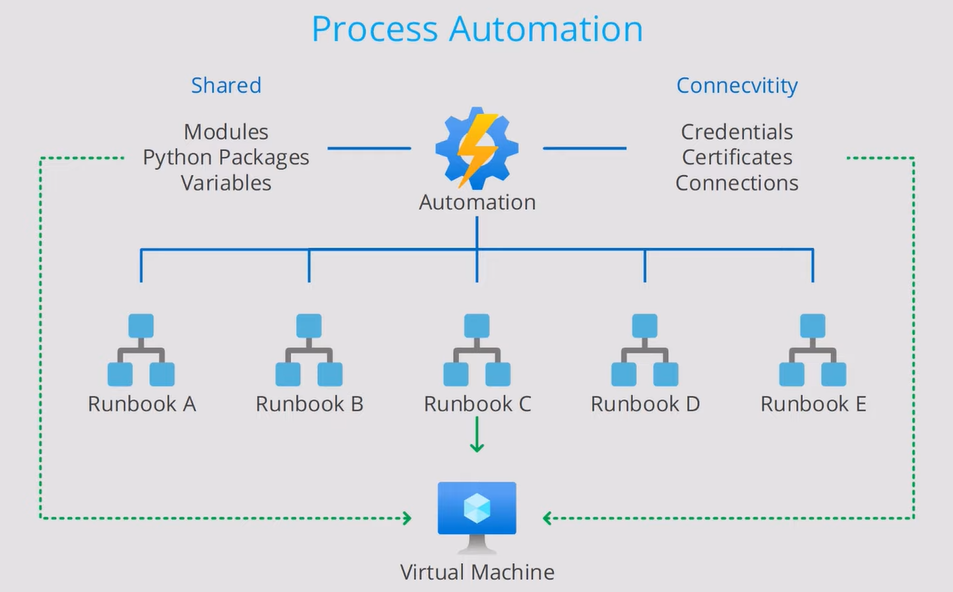 Process Automation
Shared
Connecvitity
Modules
Python Packages
Variables
Credentials
Certificates
Connections
Automation
Runbook A
Runbook B
Runbook C
Runbook D
Runbook E
Virtual Machine